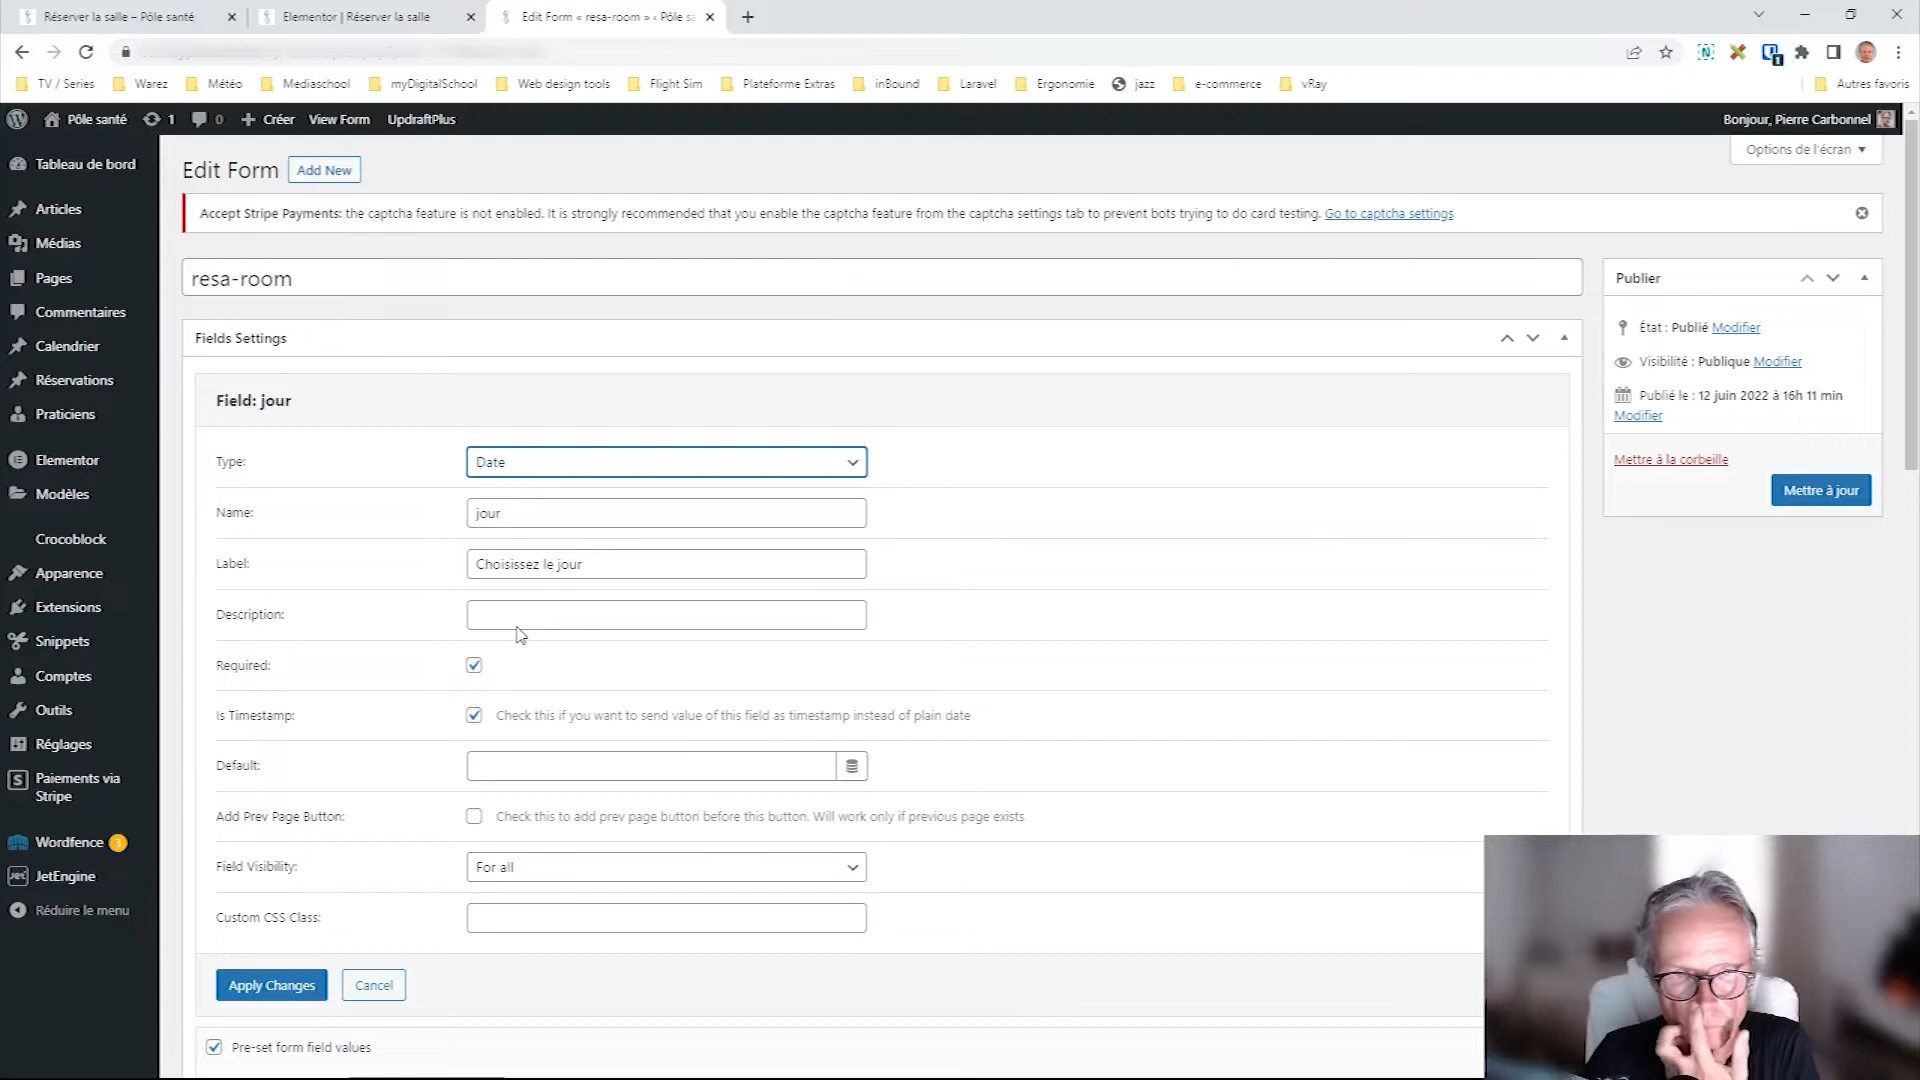 Réserver la salle – Pôle santé
Elementor | Réserver la salle
Edit Form « resa-room » ‹ Pôle sa
TV / Series
Warez
Météo
Mediaschool
myDigitalSchool
Web design tools
Flight Sim
Plateforme Extras
inBound
Laravel
Ergonomie
jazz
e-commerce
vRay
Autres favoris
Pôle santé
1
0
Créer
View Form
UpdraftPlus
Bonjour, Pierre Carbonnel
Tableau de bord
Articles
Médias
Pages
Commentaires
Calendrier
Réservations
Praticiens
Elementor
Modèles
Crocoblock
Apparence
Extensions
Snippets
Comptes
Outils
Réglages
Paiements via
Stripe
Wordfence 3
JetEngine
Réduire le menu
Options de l'écran
Edit Form
Add New
Accept Stripe Payments: the captcha feature is not enabled. It is strongly recommended that you enable the captcha feature from the captcha settings tab to prevent bots trying to do card testing. Go to captcha settings
resa-room
Fields Settings
Field: jour
Type:
Date
Name:
jour
Label:
Choisissez le jour
Description:
Required:
Is Timestamp:
Check this if you want to send value of this field as timestamp instead of plain date
Default:
Add Prev Page Button:
Check this to add prev page button before this button. Will work only if previous page exists
Field Visibility:
For all
Custom CSS Class:
Apply Changes
Cancel
Pre-set form field values
Publier
État : Publié Modifier
Visibilité : Publique Modifier
Publié le : 12 juin 2022 à 16h 11 min
Modifier
Mettre à la corbeille
Mettre à jour